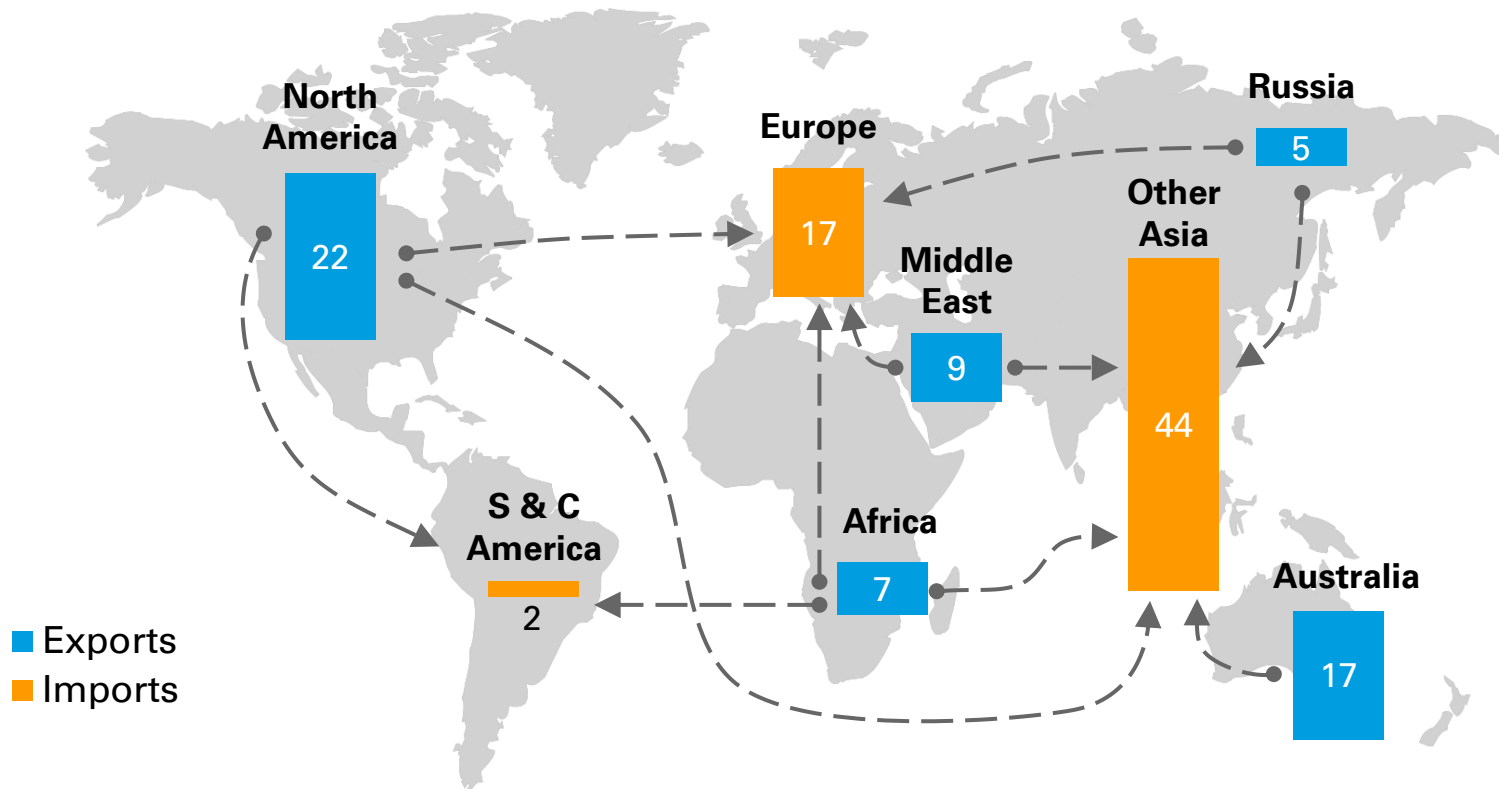 North
America
22
Europe
17
Russia
5
Other
Asia
44
Middle
East
9
S & C
America
2
Africa
7
Australia
17
Exports
Imports